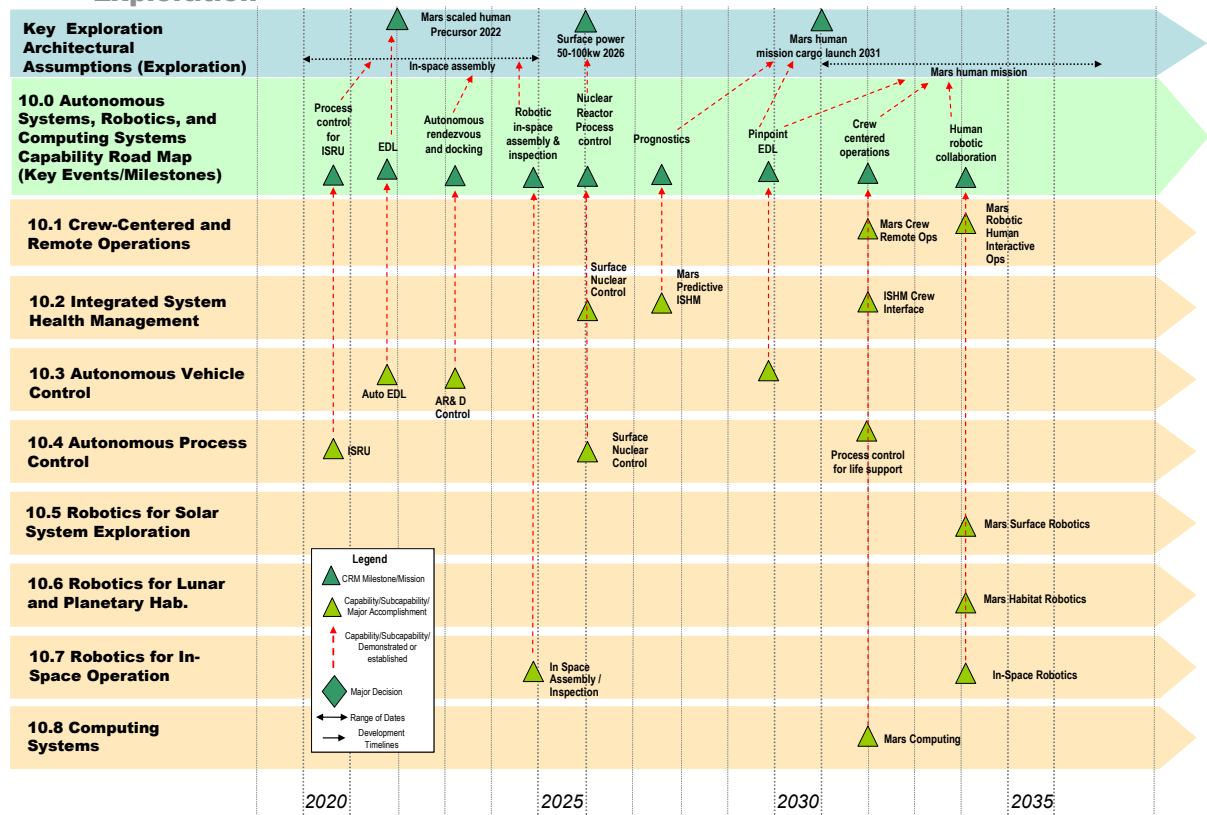 Exploration
Key Exploration
Architectural
Assumptions (Exploration)
Mars scaled human
Precursor 2022
Surface power
50-100kw 2026
Mars human
mission cargo launch 2031
In-space assembly
Mars human mission
10.0 Autonomous
Systems, Robotics, and
Computing Systems
Capability Road Map
(Key Events/Milestones)
Process
control
for
ISRU
EDL
Autonomous
rendezvous
and docking
Robotic
in-space
assembly &
inspection
Nuclear
Reactor
Process
control
Prognostics
Pinpoint
EDL
Crew
centered
operations
Human
robotic
collaboration
10.1 Crew-Centered and
Remote Operations
Mars Crew
Remote Ops
Mars
Robotic
Human
Interactive
Ops
10.2 Integrated System
Health Management
Surface
Nuclear
Control
Mars
Predictive
ISHM
ISHM Crew
Interface
10.3 Autonomous Vehicle
Control
Auto EDL
AR& D
Control
10.4 Autonomous Process
Control
ISRU
Surface
Nuclear
Control
Process control
for life support
10.5 Robotics for Solar
System Exploration
Mars Surface Robotics
10.6 Robotics for Lunar
and Planetary Hab.
Mars Habitat Robotics
10.7 Robotics for In-
Space Operation
In Space
Assembly /
Inspection
In-Space Robotics
10.8 Computing
Systems
Mars Computing
Legend
CRM Milestone/Mission
Capability/Subcapability/
Major Accomplishment
Capability/Subcapability/
Demonstrated or
established
Major Decision
Range of Dates
Development
Timelines
2020
2025
2030
2035